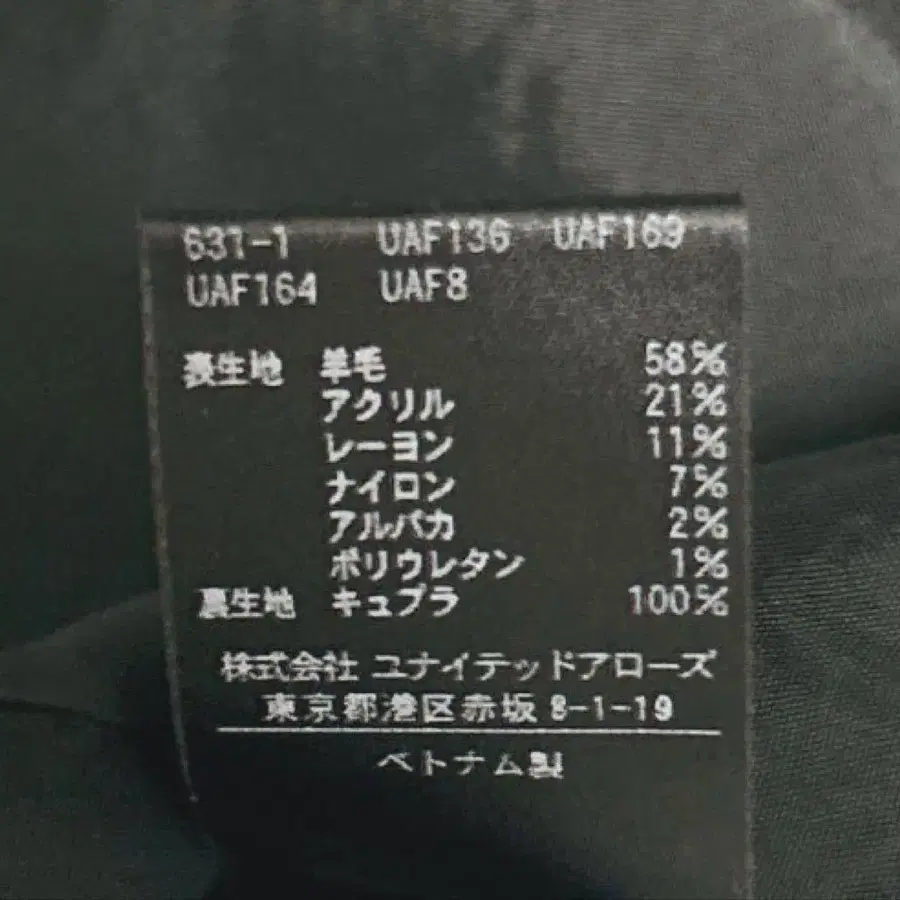 631-1 UAF136 UAF169
UAF164 UAF8
表生地 羊毛 58%
アクリル 21%
レーヨン 11%
ナイロン 7%
アルパカ 2%
ポリウレタン 1%
裏生地 キュプラ 100%
株式会社 ユナイテッドアローズ
東京都港区赤坂 8-1-19
ベトナム製